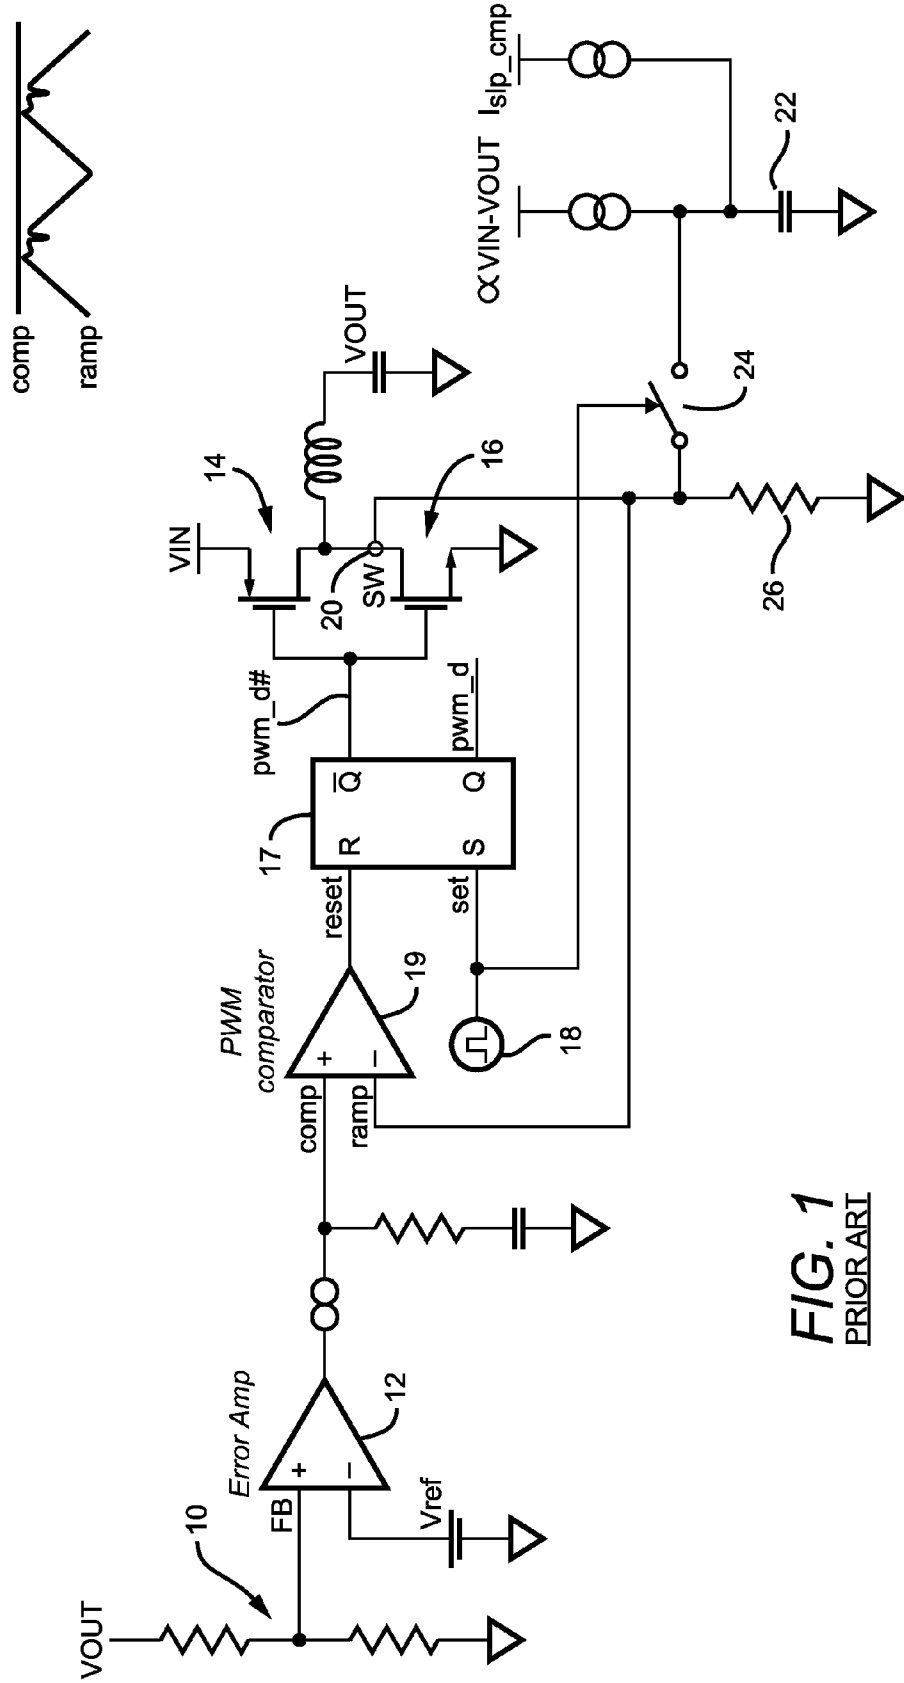 VOUT
10
FB
Error Amp
+
−
12
Vref
comp
ramp
PWM
comparator
+
−
19
18
reset
set
17
R
S
Q̅
Q
pwm_d#
pwm_d
VIN
14
20
SW
16
VOUT
comp
ramp
26
24
∝VIN-VOUT
Islp_cmp
22
FIG. 1
PRIOR ART